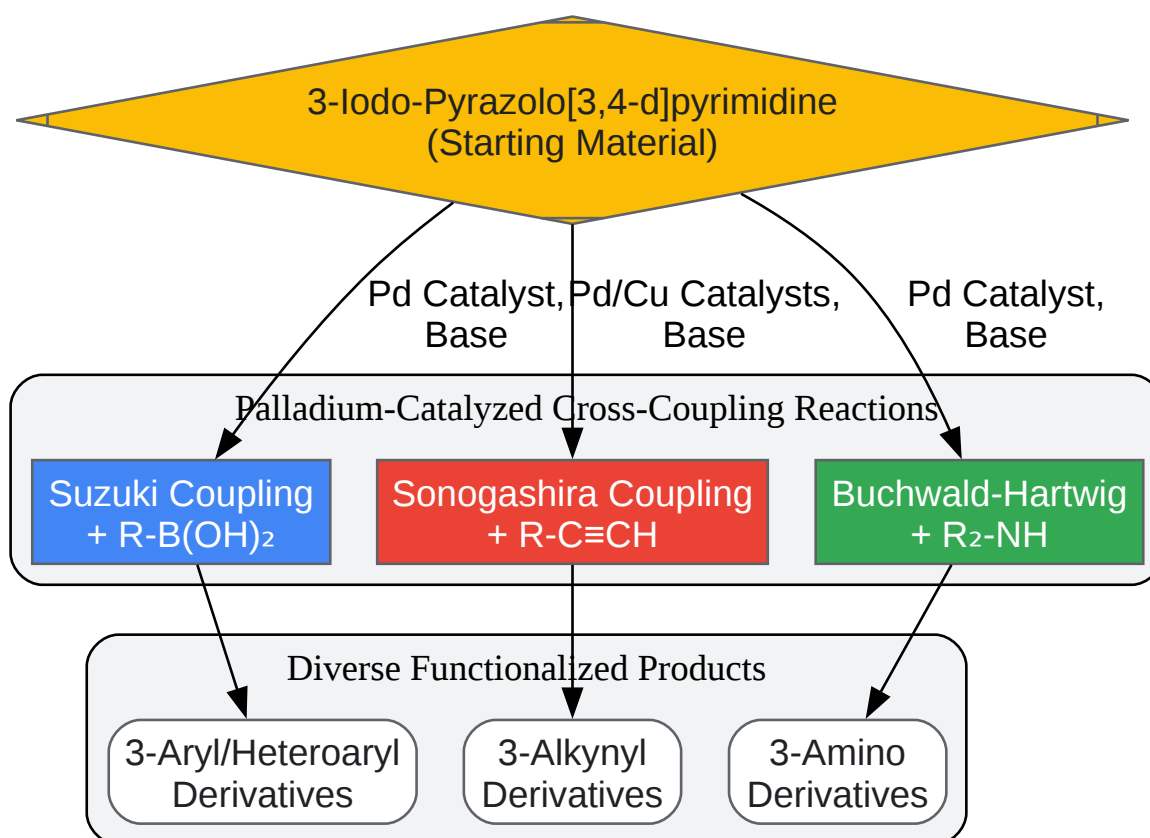 3-Iodo-Pyrazolo[3,4-d]pyrimidine
(Starting Material)
Pd Catalyst,
Base
Pd/Cu Catalysts,
Base
Pd Catalyst,
Base
Palladium-Catalyzed Cross-Coupling Reactions
Suzuki Coupling
+ R-B(OH)₂
Sonogashira Coupling
+ R-C≡CH
Buchwald-Hartwig
+ R₂-NH
Diverse Functionalized Products
3-Aryl/Heteroaryl
Derivatives
3-Alkynyl
Derivatives
3-Amino
Derivatives